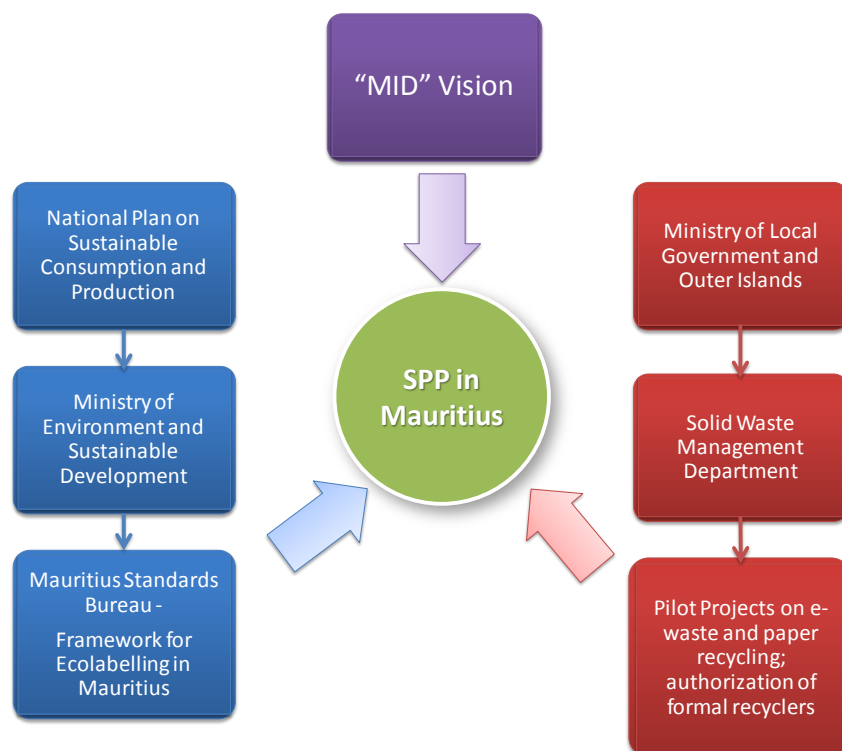 “MID” Vision
National Plan on
Sustainable
Consumption and
Production
Ministry of
Environment and
Sustainable
Development
Mauritius Standards
Bureau -
Framework for
Ecolabelling in
Mauritius
SPP in
Mauritius
Ministry of Local
Government and
Outer Islands
Solid Waste
Management
Department
Pilot Projects on e-
waste and paper
recycling;
authorization of
formal recyclers